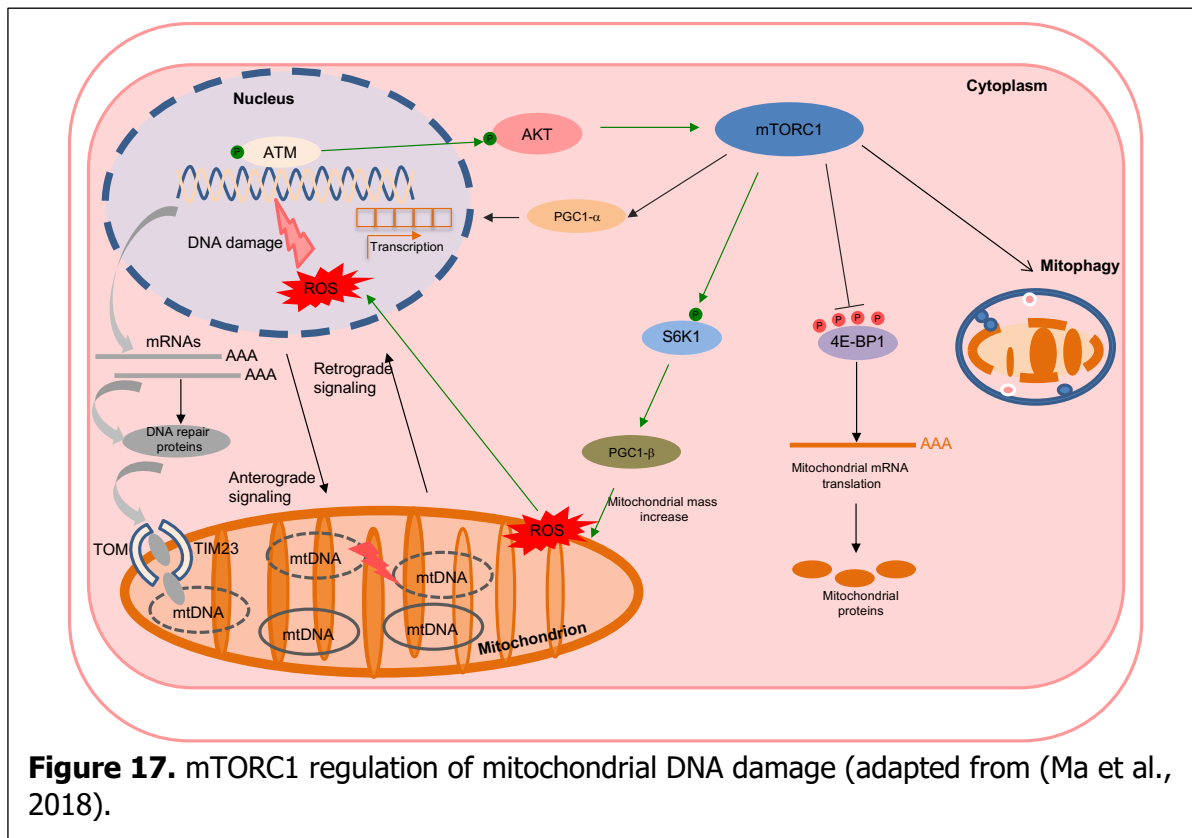 Cytoplasm
Nucleus
P
ATM
P
AKT
mTORC1
DNA damage
Transcription
PGC1-α
ROS
Mitophagy
P
S6K1
P P P P
4E-BP1
mRNAs
AAA
AAA
Retrograde
signaling
DNA repair
proteins
PGC1-β
AAA
Mitochondrial mRNA
translation
Anterograde
signaling
Mitochondrial mass
increase
ROS
TOM
TIM23
mtDNA
mtDNA
mtDNA
mtDNA
mtDNA
Mitochondrion
Mitochondrial
proteins
Figure 17. mTORC1 regulation of mitochondrial DNA damage (adapted from (Ma et al.,
2018).